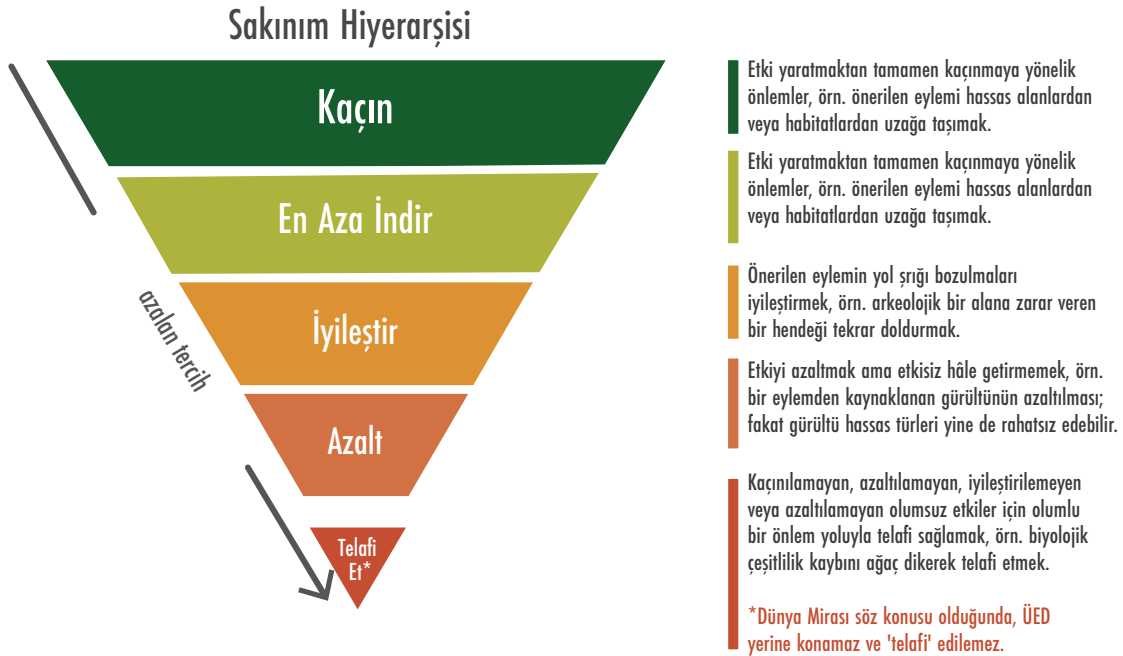 Sakınım Hiyerarşisi
Kaçın
En Aza İndir
İyileştir
Azalt
Telafi
Et*
azalan tercih
Etki yaratmaktan tamamen kaçınmaya yönelik
önlemler, örn. önerilen eylemi hassas alanlardan
veya habitatlardan uzağa taşımak.
Etki yaratmaktan tamamen kaçınmaya yönelik
önlemler, örn. önerilen eylemi hassas alanlardan
veya habitatlardan uzağa taşımak.
Önerilen eylemin yol şrığı bozulmaları
iyileştirmek, örn. arkeolojik bir alana zarar veren
bir hendeği tekrar doldurmak.
Etkiyi azaltmak ama etkisiz hâle getirmemek, örn.
bir eylemden kaynaklanan gürültünün azaltılması;
fakat gürültü hassas türleri yine de rahatsız edebilir.
Kaçınılamayan, azaltılamayan, iyileştirilemeyen
veya azaltılamayan olumsuz etkiler için olumlu
bir önlem yoluyla telafi sağlamak, örn. biyolojik
çeşitlilik kaybını ağaç dikerek telafi etmek.
*Dünya Mirası söz konusu olduğunda, ÜED
yerine konamaz ve 'telafi' edilemez.